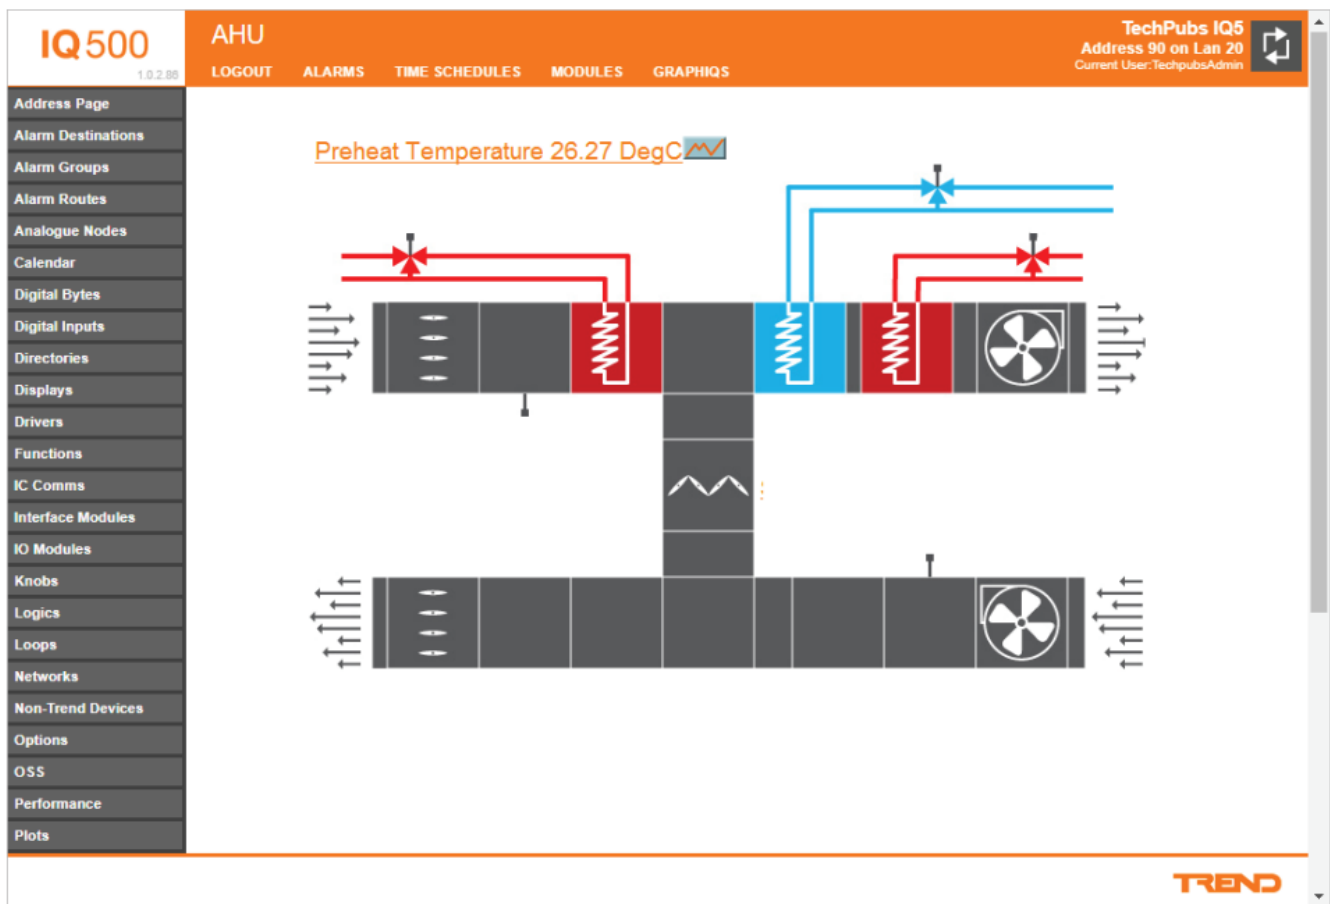 IQ500
1.0.2.86
AHU
LOGOUT ALARMS TIME SCHEDULES MODULES GRAPHIQS
TechPubs IQ5
Address 90 on Lan 20
Current User:TechpubsAdmin
Address Page
Alarm Destinations
Alarm Groups
Alarm Routes
Analogue Nodes
Calendar
Digital Bytes
Digital Inputs
Directories
Displays
Drivers
Functions
IC Comms
Interface Modules
IO Modules
Knobs
Logics
Loops
Networks
Non-Trend Devices
Options
OSS
Performance
Plots
Preheat Temperature 26.27 DegC
TREND